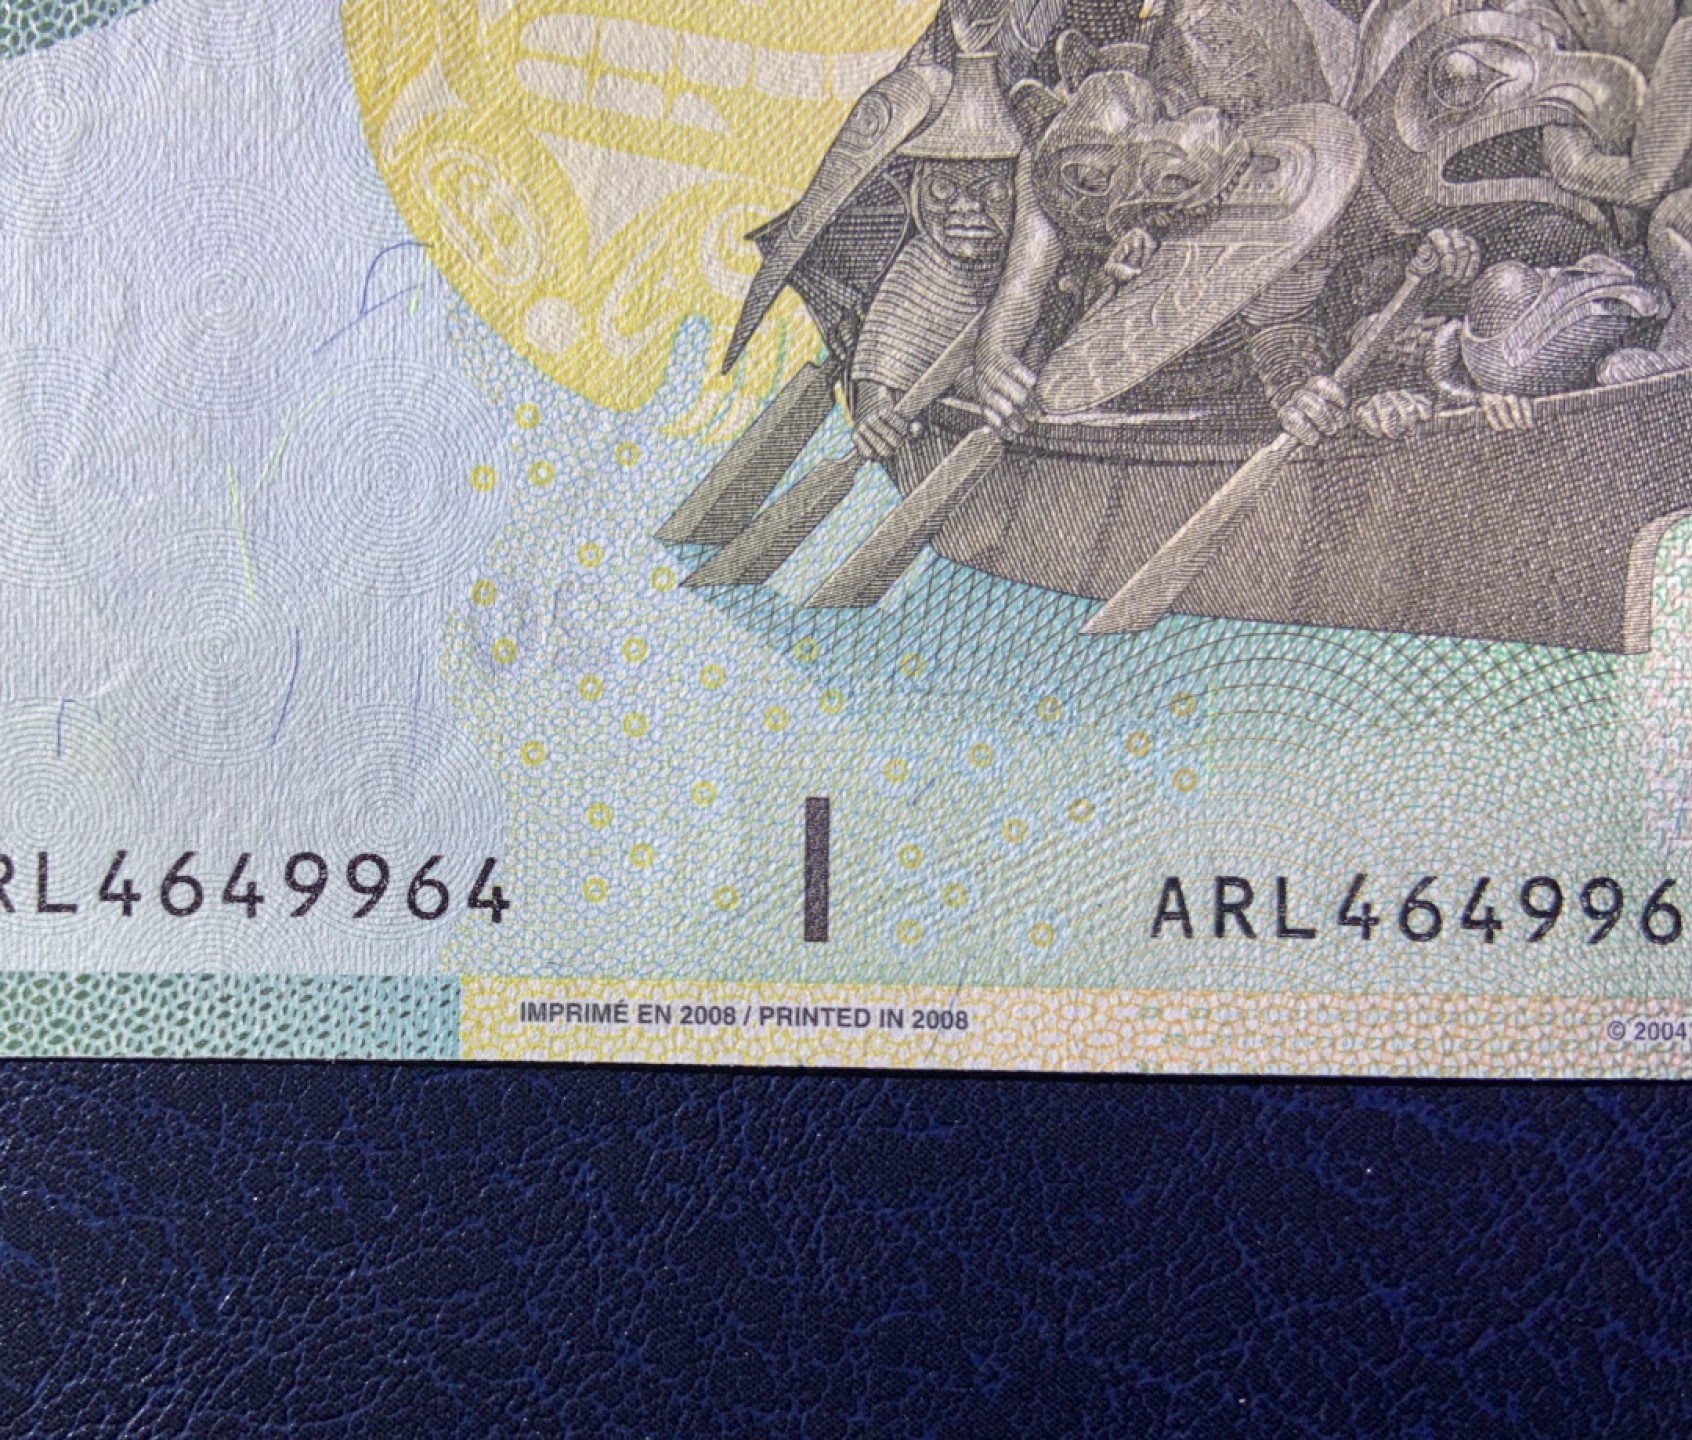 RL4649964
ARL464996
IMPRIMÉ EN 2008 / PRINTED IN 2008
© 2004